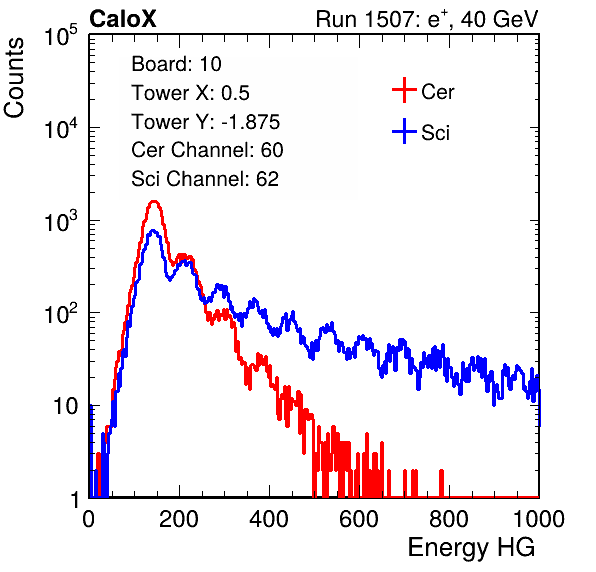 CaloX
Run 1507: e+, 40 GeV
Board: 10
Tower X: 0.5
Tower Y: -1.875
Cer Channel: 60
Sci Channel: 62
Cer
Sci
Counts
10^5
10^4
10^3
10^2
10
1
0 200 400 600 800 1000
Energy HG